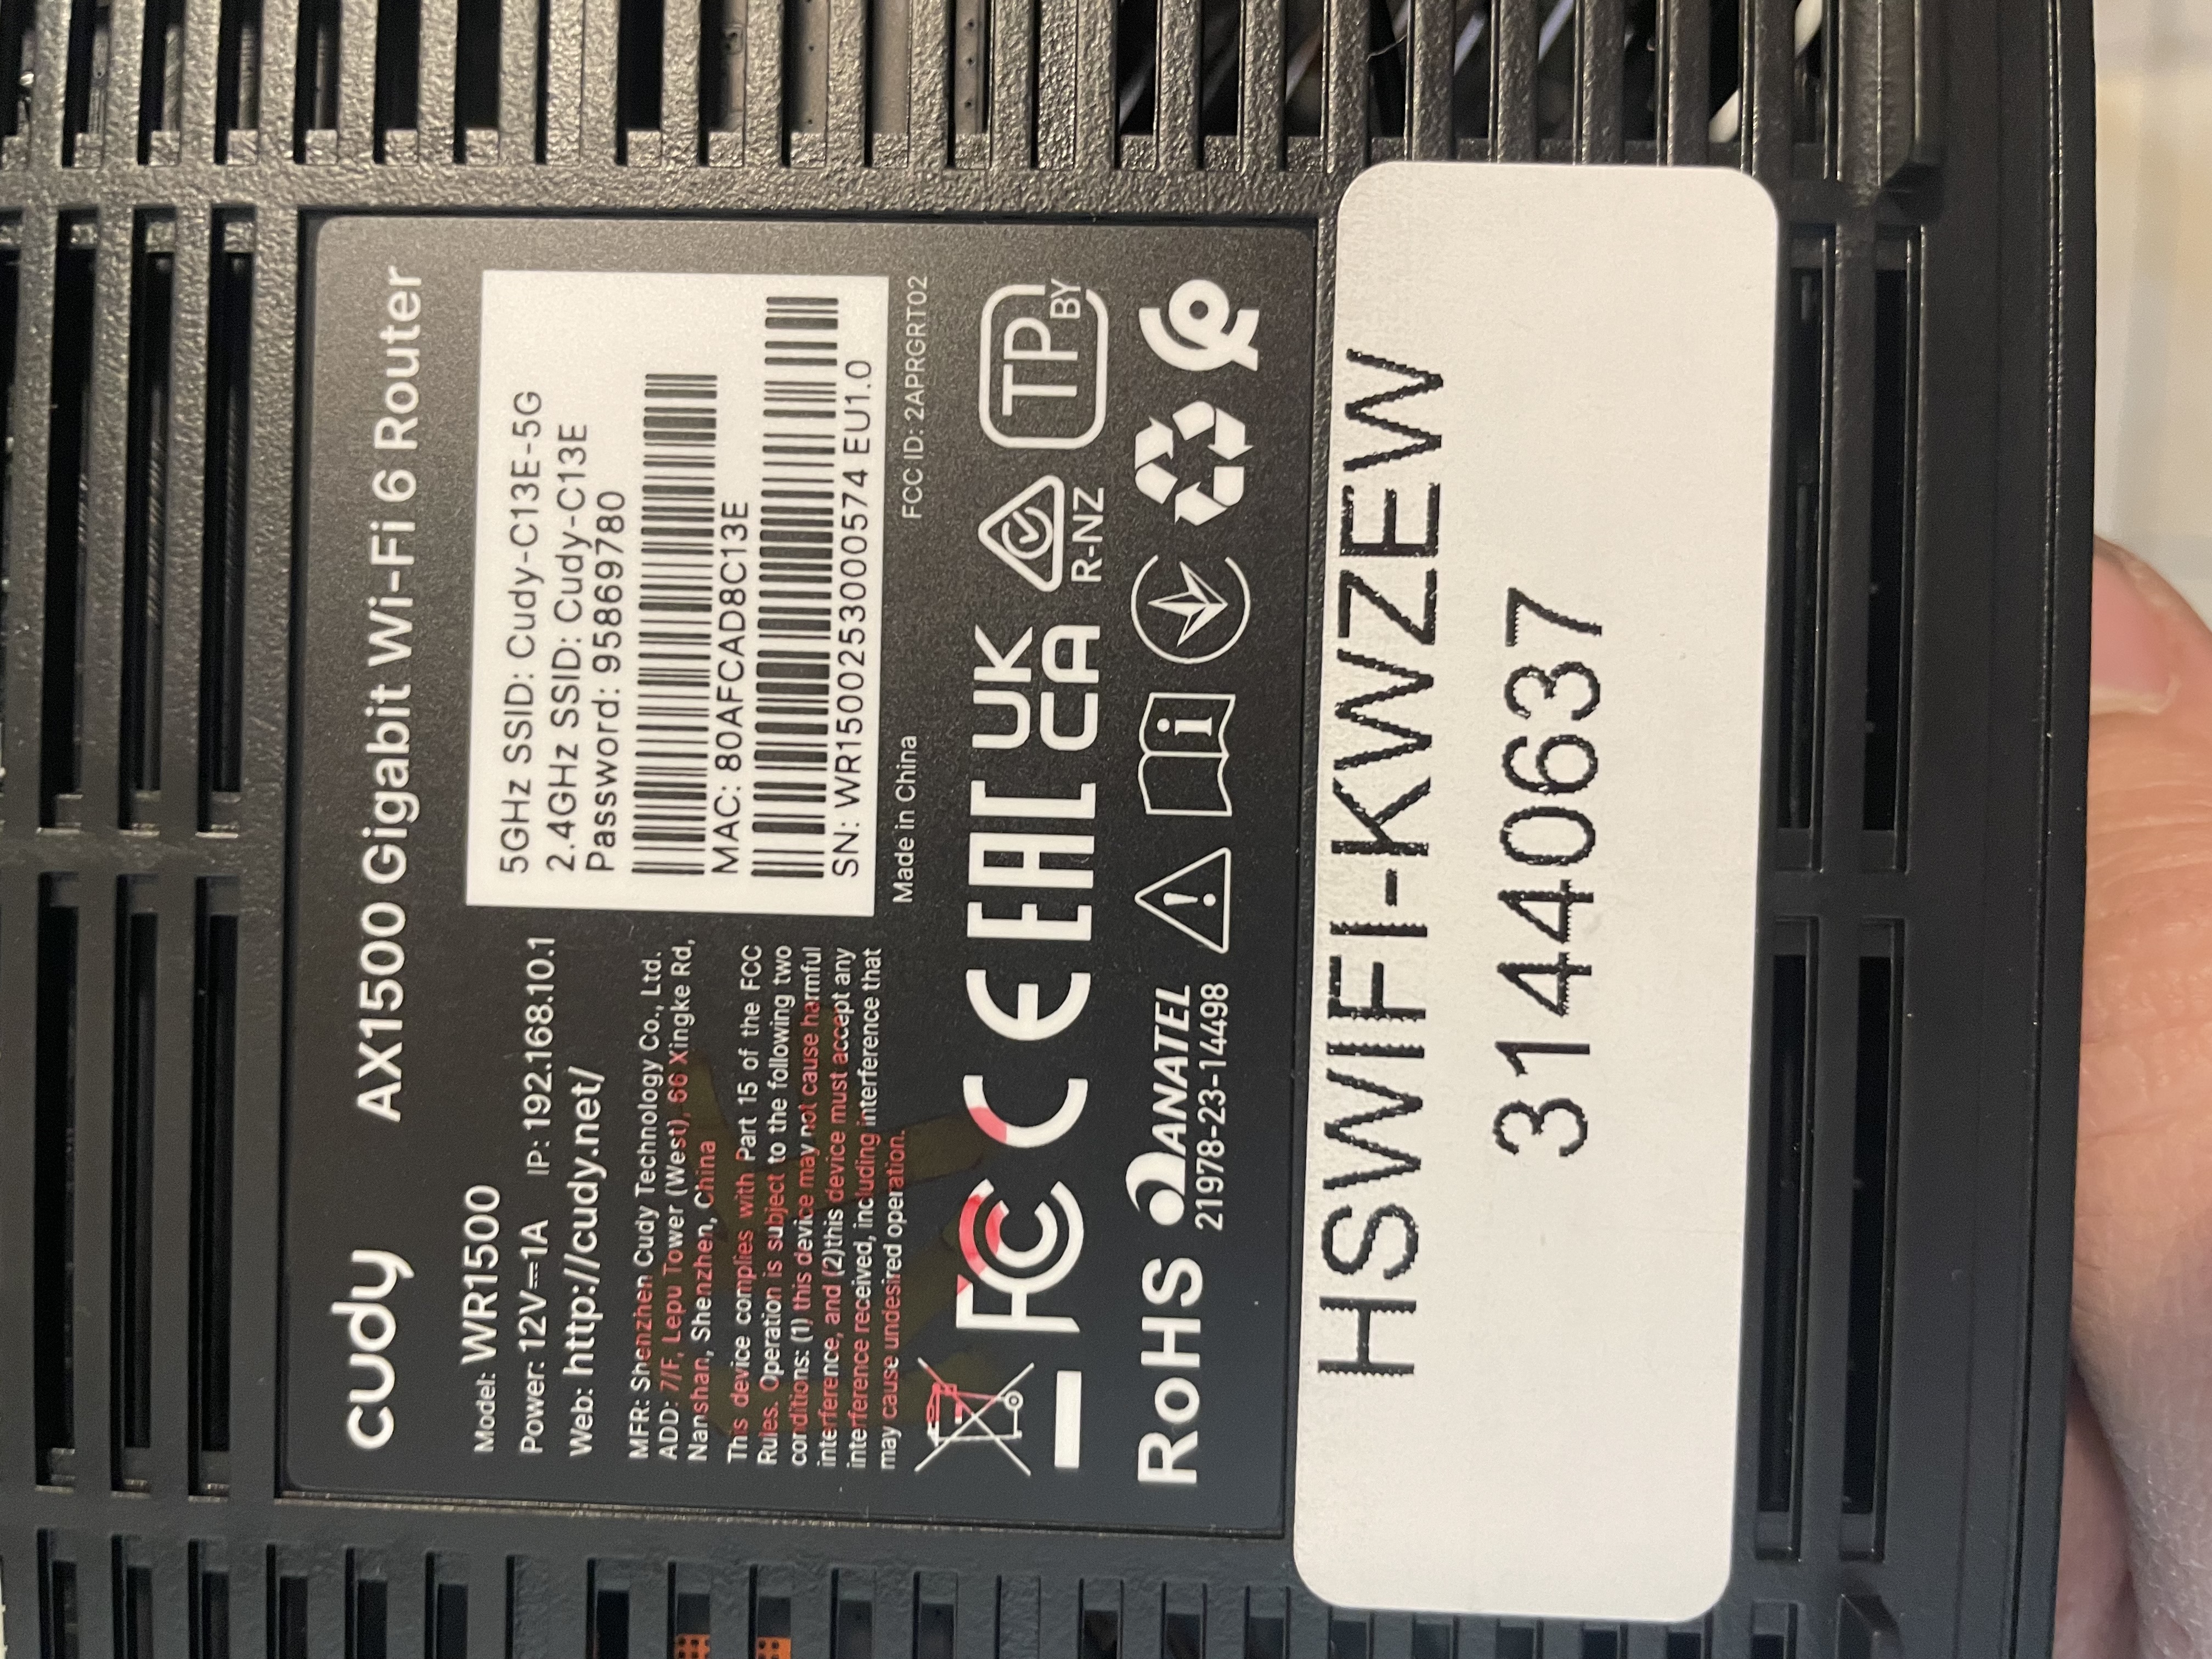 cudy AX1500 Gigabit Wi-Fi 6 Router
Model: WR1500
Power: 12V⎓1A IP: 192.168.10.1
Web: http://cudy.net/
MFR: Shenzhen Cudy Technology Co., Ltd.
ADD: 7/F, Lepu Tower (West), 66 Xingke Rd,
Nanshan, Shenzhen, China
This device complies with Part 15 of the FCC
Rules. Operation is subject to the following two
conditions: (1) this device may not cause harmful
interference, and (2)this device must accept any
interference received, including interference that
may cause undesired operation.
5GHz SSID: Cudy-C13E-5G
2.4GHz SSID: Cudy-C13E
Password: 95869780
MAC: 80AFCAD8C13E
SN: WR15002530000574 EU1.0
Made in China FCC ID: 2APRGRT02
FC CE EAC UK CA R-NZ TP BY
RoHS ANATEL
21978-23-14498
HSWIFI-KWZEW
31440637